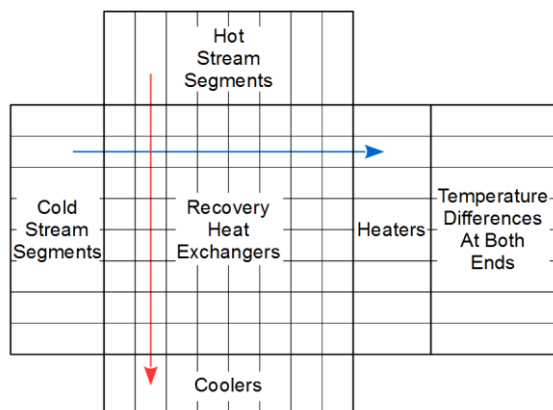 Hot
Stream
Segments
Cold
Stream
Segments
Recovery
Heat
Exchangers
Heaters
Temperature
Differences
At Both
Ends
Coolers